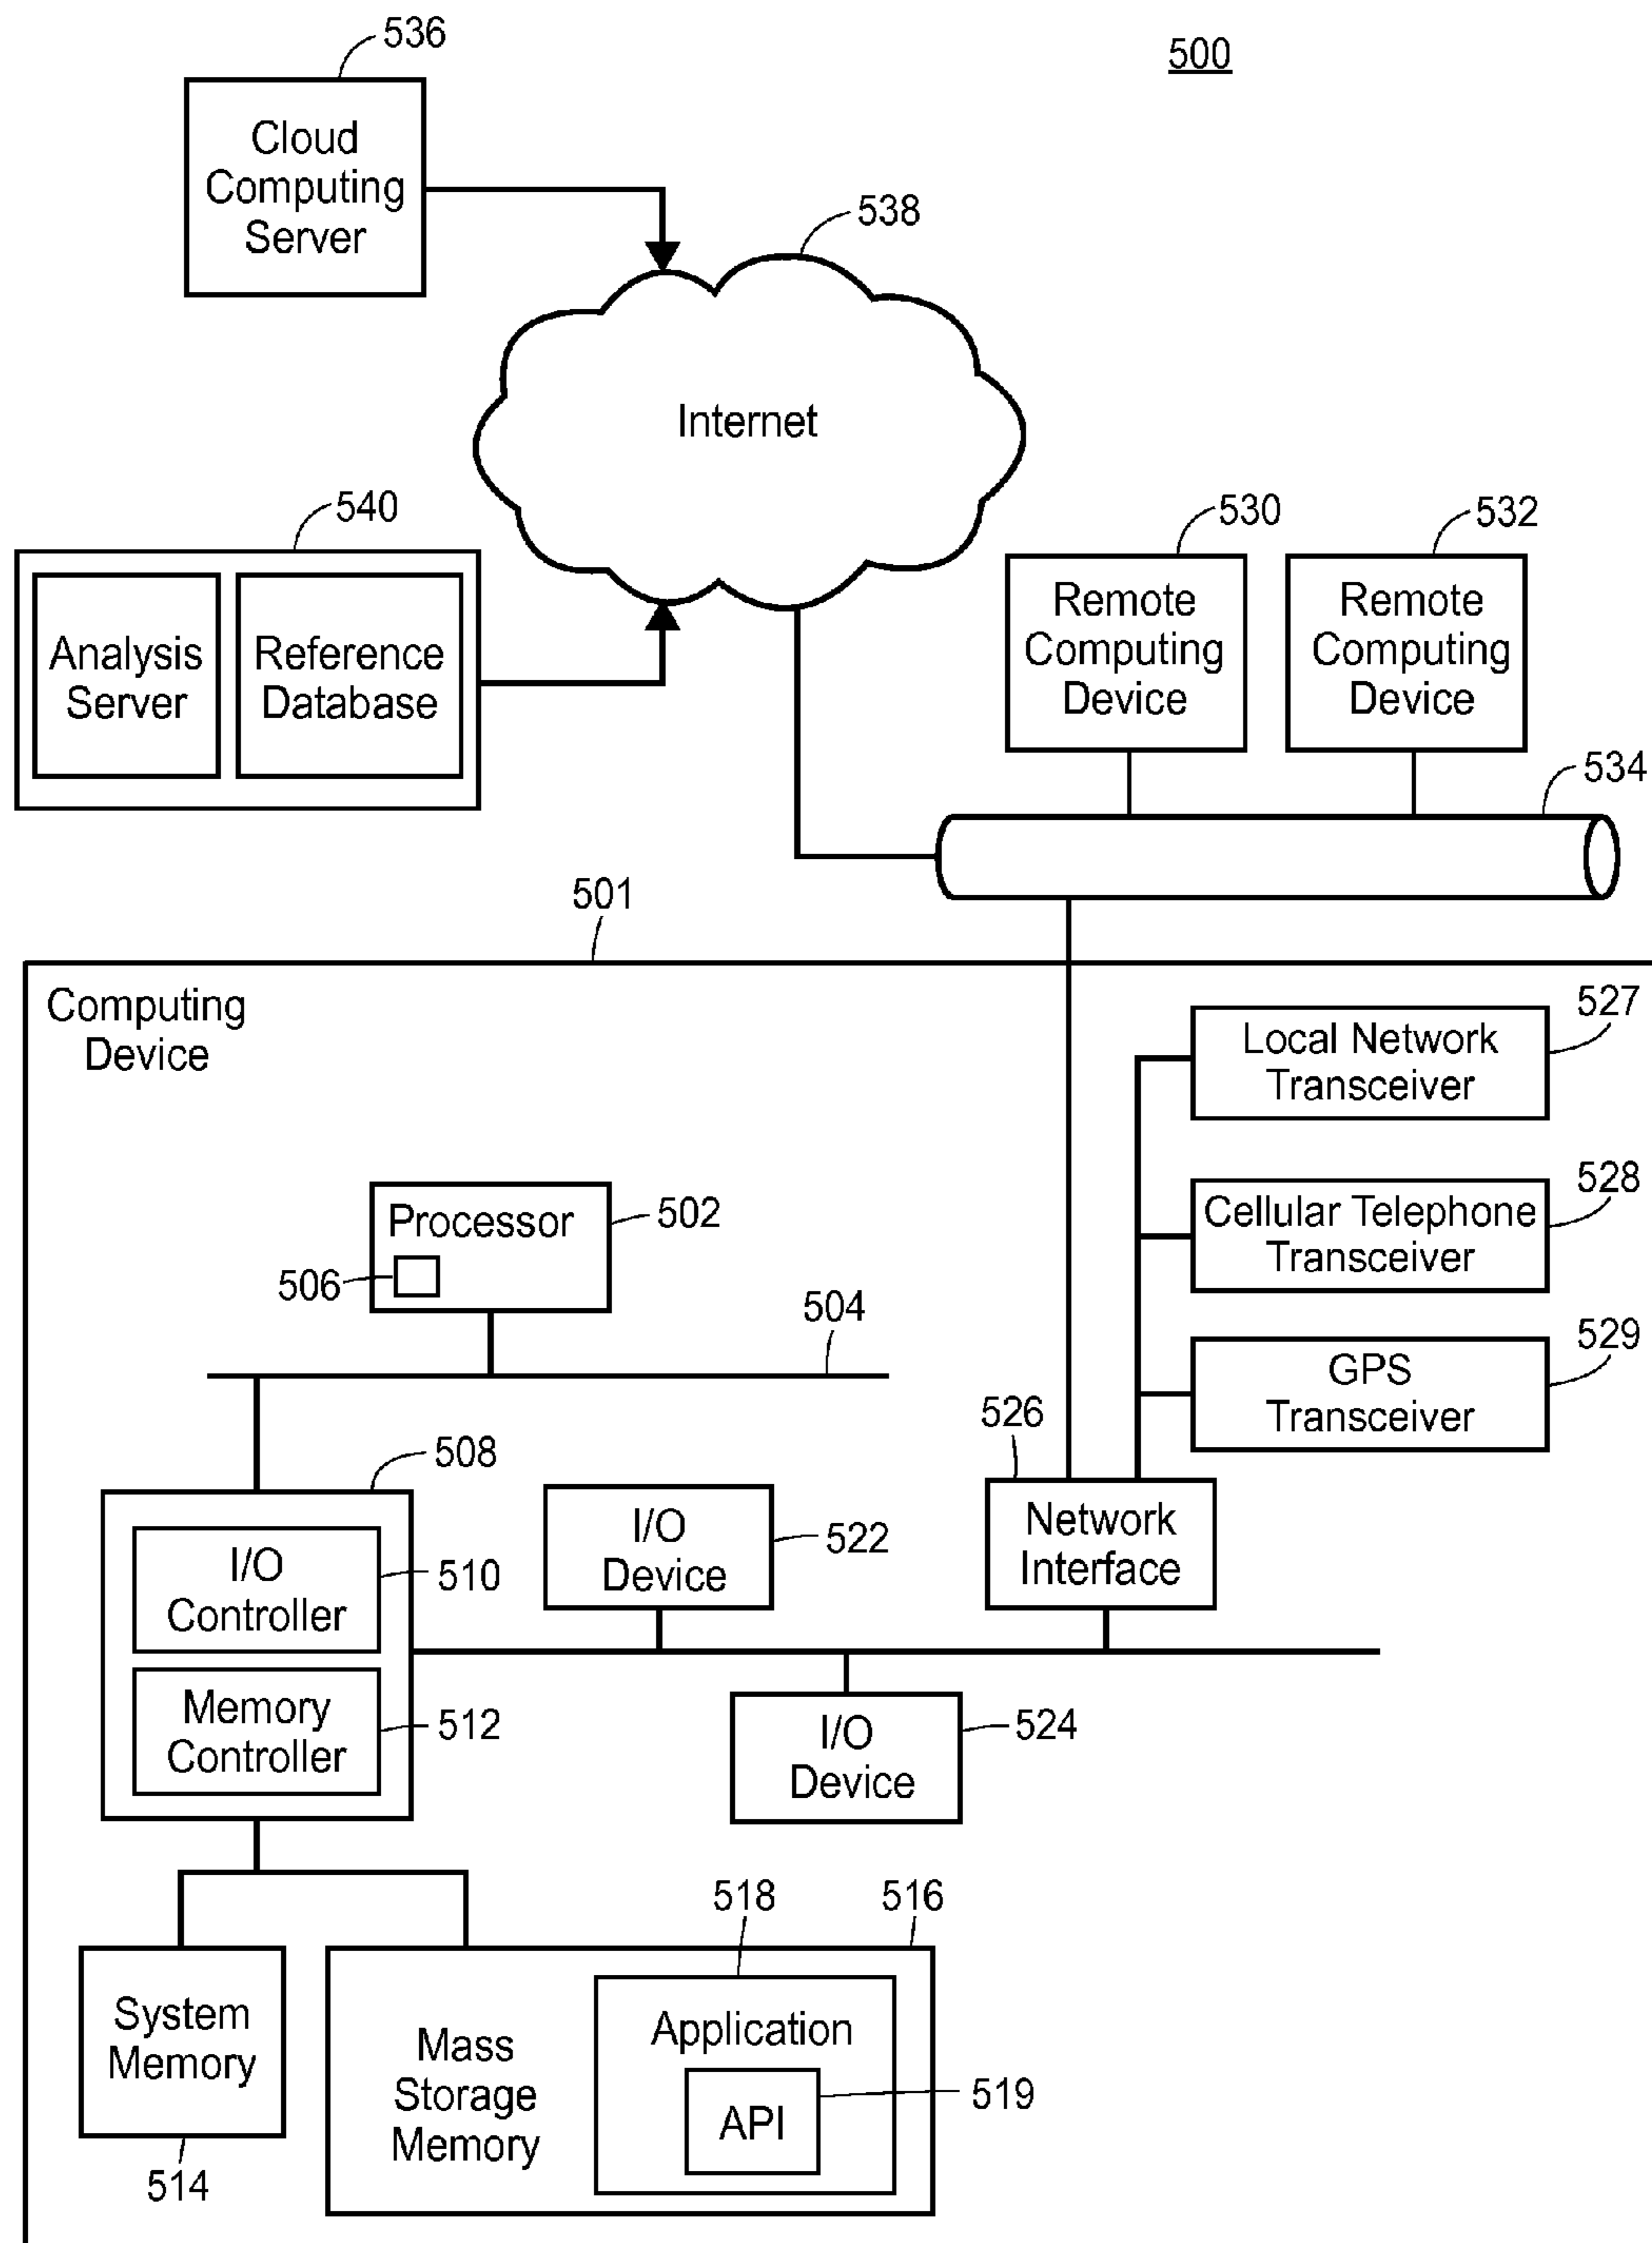 536
500
Cloud
Computing
Server
538
Internet
540
Analysis
Server
Reference
Database
530
532
Remote
Computing
Device
Remote
Computing
Device
534
501
Computing
Device
527
Local Network
Transceiver
528
Cellular Telephone
Transceiver
529
GPS
Transceiver
Processor
502
506
504
526
Network
Interface
508
I/O
Controller
510
Memory
Controller
512
I/O
Device
522
I/O
Device
524
518
516
System
Memory
514
Mass
Storage
Memory
Application
API
519